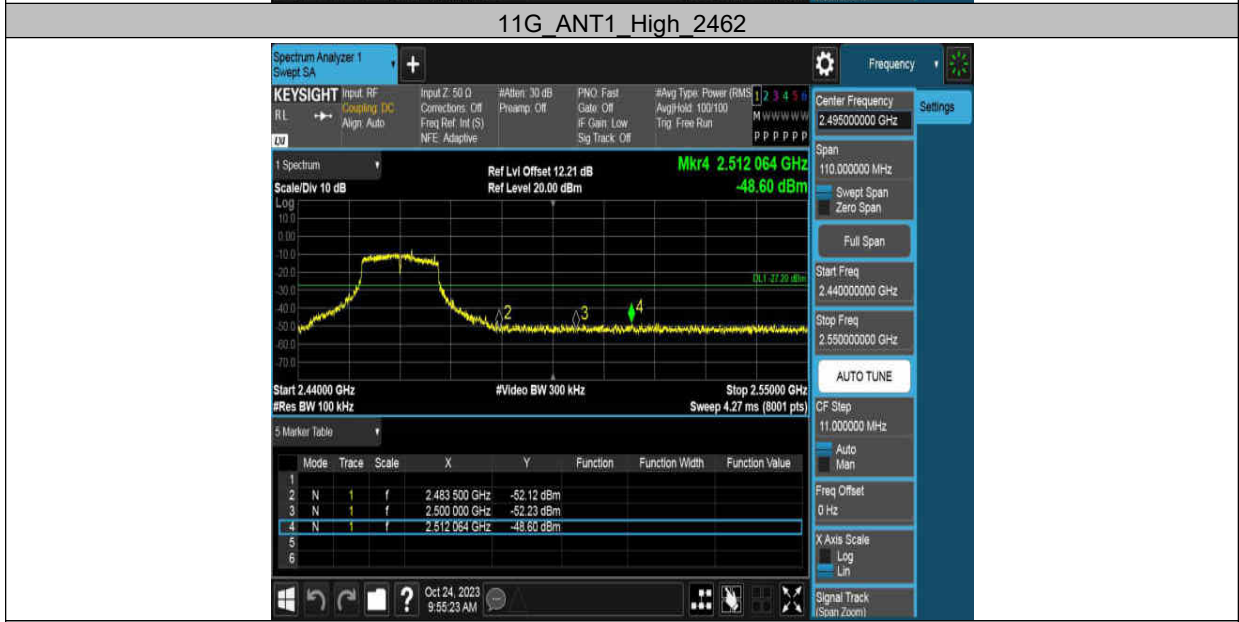 11G_ANT1_High_2462
Spectrum Analyzer 1
Swept SA
Frequency
KEYSIGHT
RL
Input: RF
Coupling: DC
Align: Auto
Input Z: 50 Ω
Corrections: Off
Freq Ref: Int (S)
NFE: Adaptive
#Atten: 30 dB
Preamp: Off
PNO: Fast
Gate: Off
IF Gain: Low
Sig Track: Off
#Avg Type: Power (RMS
Avg|Hold: 100/100
Trig: Free Run
1 2 3 4 5 6
M W W W W W
P P P P P P
Center Frequency
2.495000000 GHz
Settings
Span
110.000000 MHz
Swept Span
Zero Span
Full Span
Start Freq
2.440000000 GHz
Stop Freq
2.550000000 GHz
AUTO TUNE
CF Step
11.000000 MHz
Auto
Man
Freq Offset
0 Hz
X Axis Scale
Log
Lin
Signal Track
(Span Zoom)
1 Spectrum
Scale/Div 10 dB
Ref Lvl Offset 12.21 dB
Ref Level 20.00 dBm
Mkr4 2.512 064 GHz
-48.60 dBm
Log
10.0
0.00
-10.0
-20.0
-30.0
-40.0
-50.0
-60.0
-70.0
DL1 -27.20 dBm
2
3
4
Start 2.44000 GHz
#Res BW 100 kHz
#Video BW 300 kHz
Stop 2.55000 GHz
Sweep 4.27 ms (8001 pts)
5 Marker Table
Mode Trace Scale X Y Function Function Width Function Value
1
2 N 1 f 2.483 500 GHz -52.12 dBm
3 N 1 f 2.500 000 GHz -52.23 dBm
4 N 1 f 2.512 064 GHz -48.60 dBm
5
6
Oct 24, 2023
9:55:23 AM